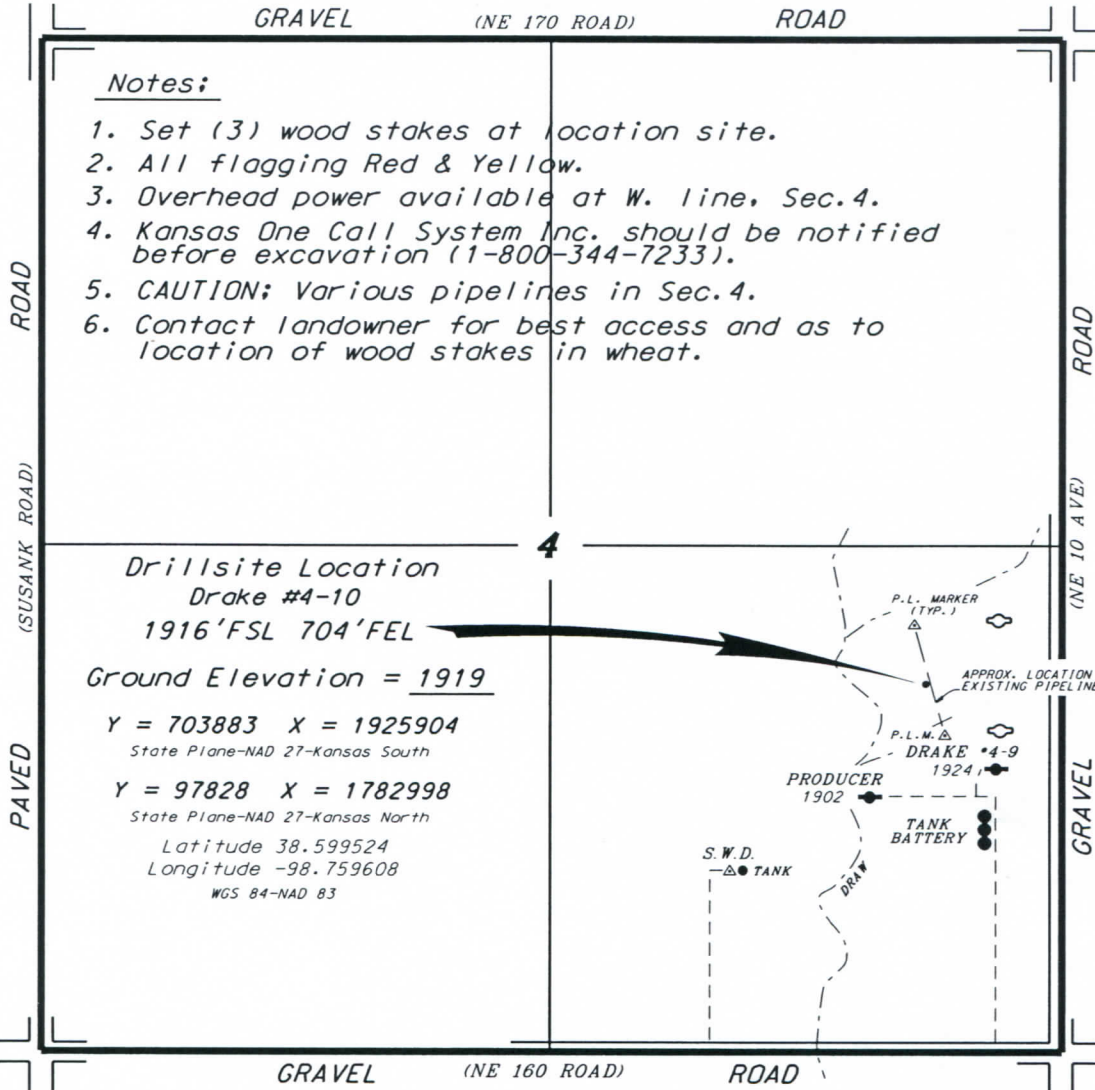 GRAVEL (NE 170 ROAD) ROAD
Notes:
1. Set (3) wood stakes at location site.
2. All flagging Red & Yellow.
3. Overhead power available at W. line, Sec.4.
4. Kansas One Call System Inc. should be notified
before excavation (1-800-344-7233).
5. CAUTION: Various pipelines in Sec.4.
6. Contact landowner for best access and as to
location of wood stakes in wheat.
PAVED (SUSANK ROAD) ROAD
GRAVEL (NE 10 AVE) ROAD
4
Drillsite Location
Drake #4-10
1916'FSL 704'FEL
Ground Elevation = 1919
Y = 703883 X = 1925904
State Plane-NAD 27-Kansas South
Y = 97828 X = 1782998
State Plane-NAD 27-Kansas North
Latitude 38.599524
Longitude -98.759608
WGS 84-NAD 83
P.L. MARKER
(TYP.)
APPROX. LOCATION
EXISTING PIPELINE
P.L.M.
DRAKE #4-9
1924
PRODUCER
1902
TANK
BATTERY
S.W.D.
TANK
DRAW
GRAVEL (NE 160 ROAD) ROAD